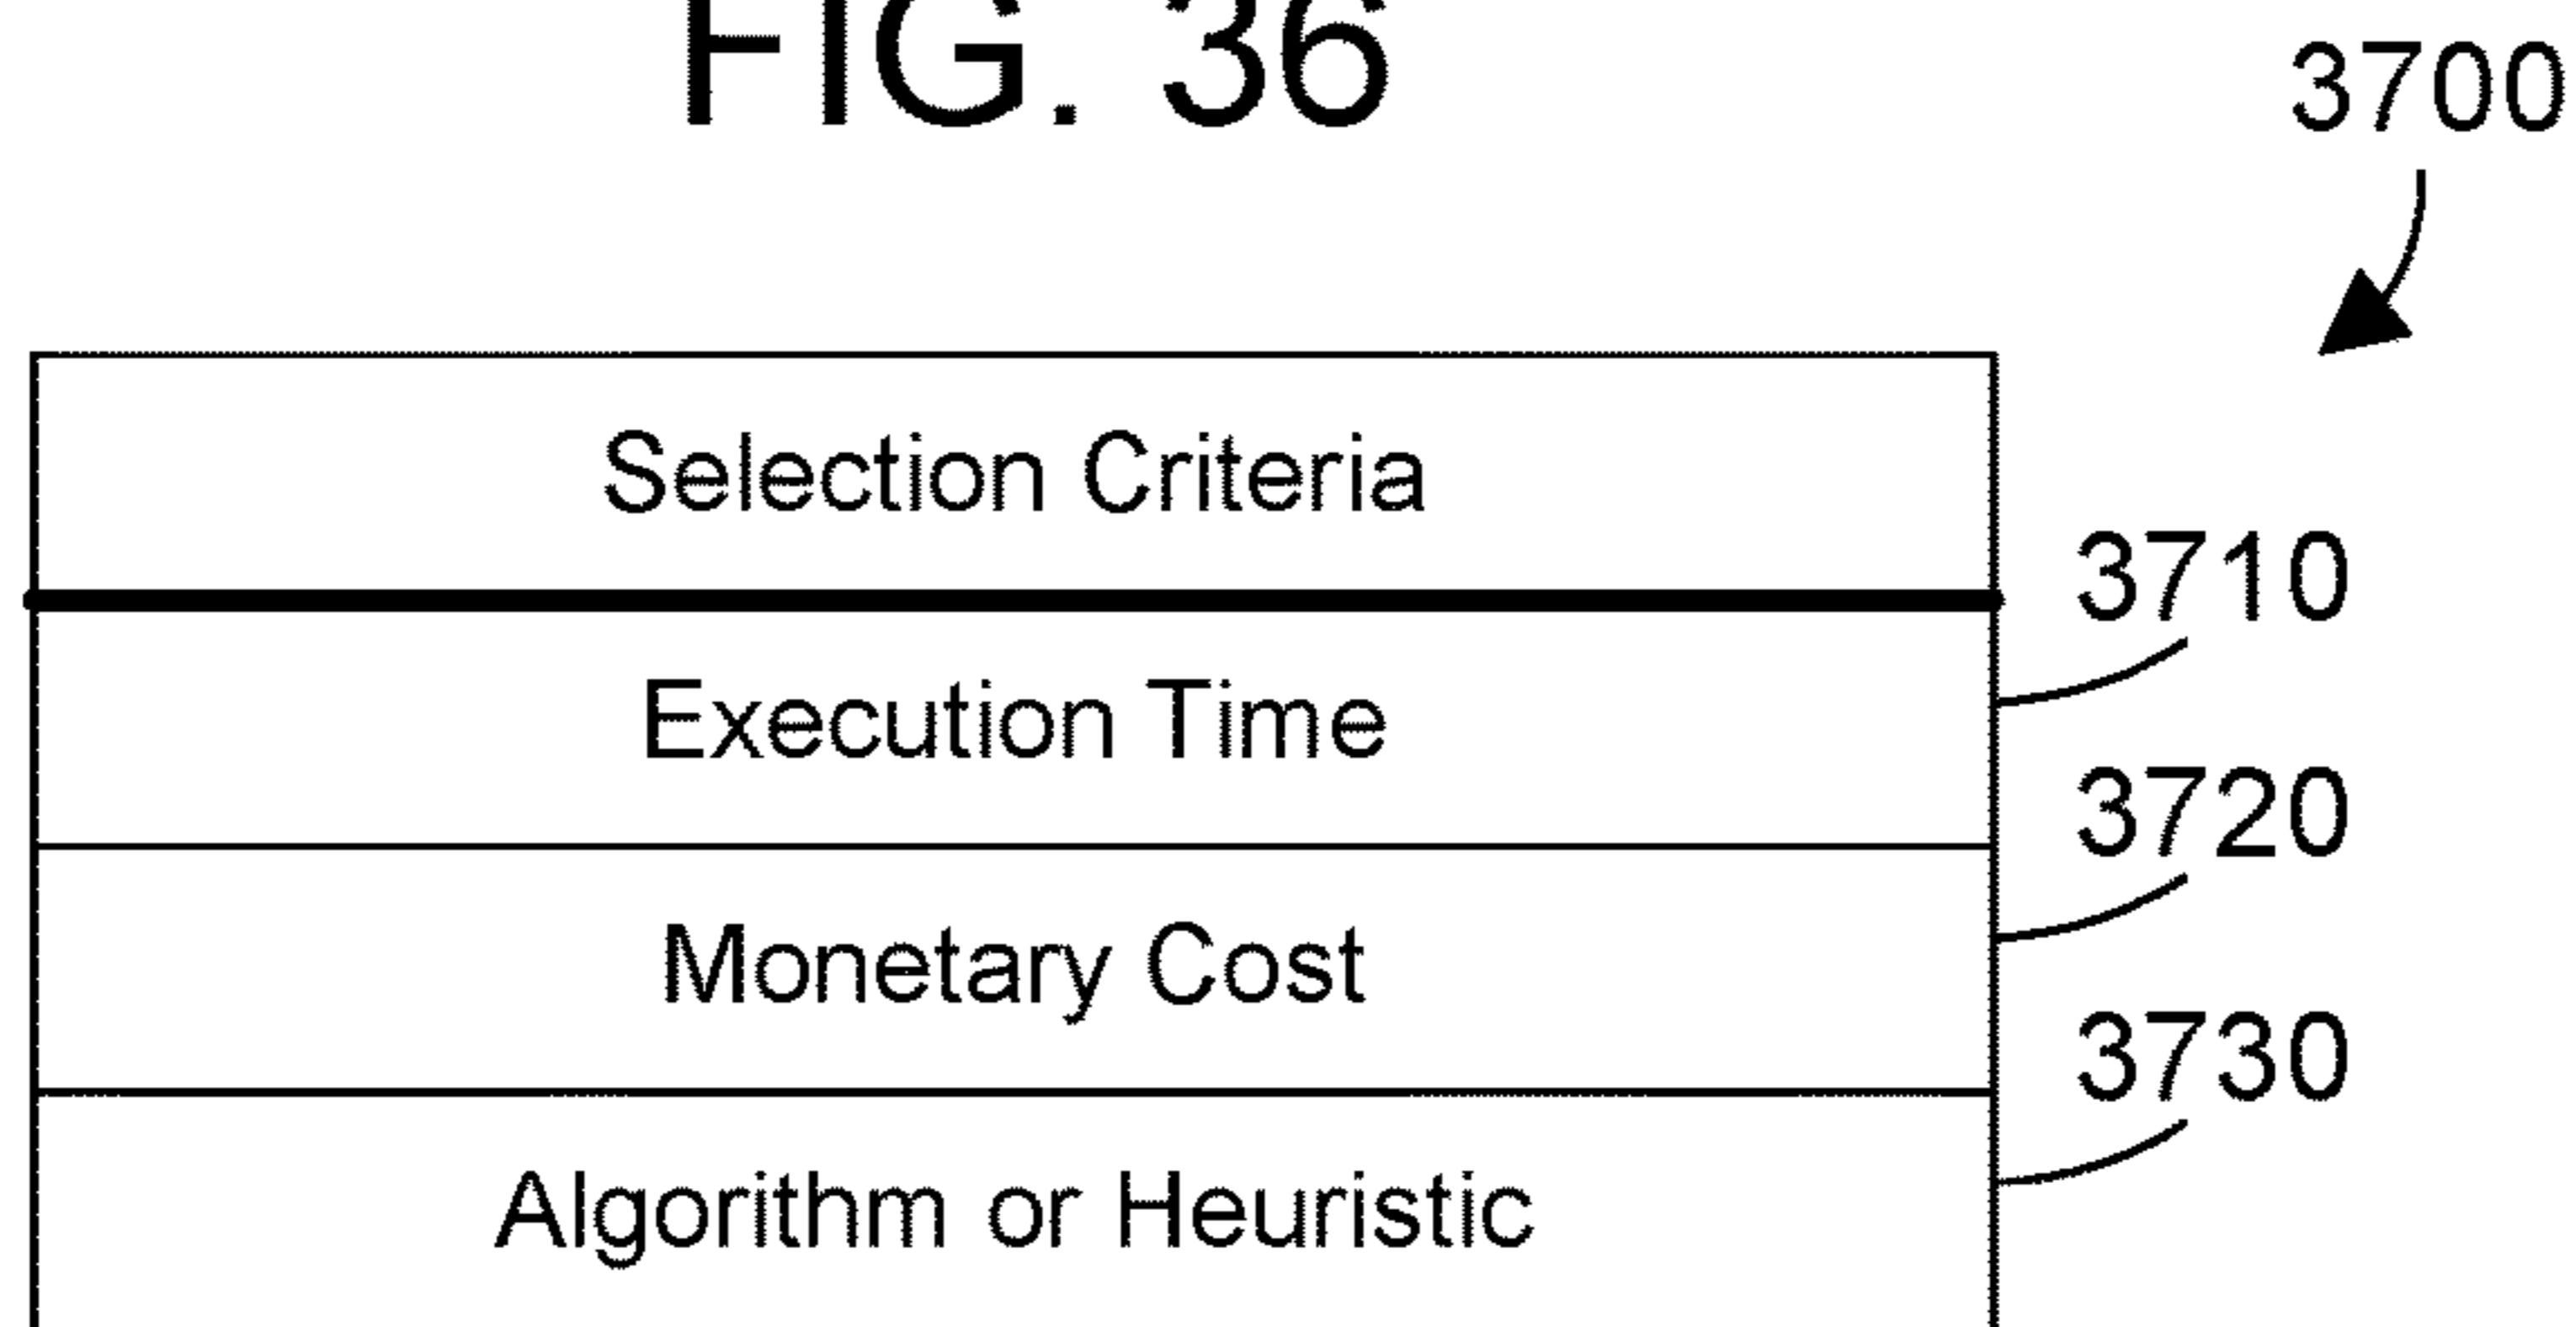 FIG. 36
3700
Selection Criteria
3710
Execution Time
3720
Monetary Cost
3730
Algorithm or Heuristic